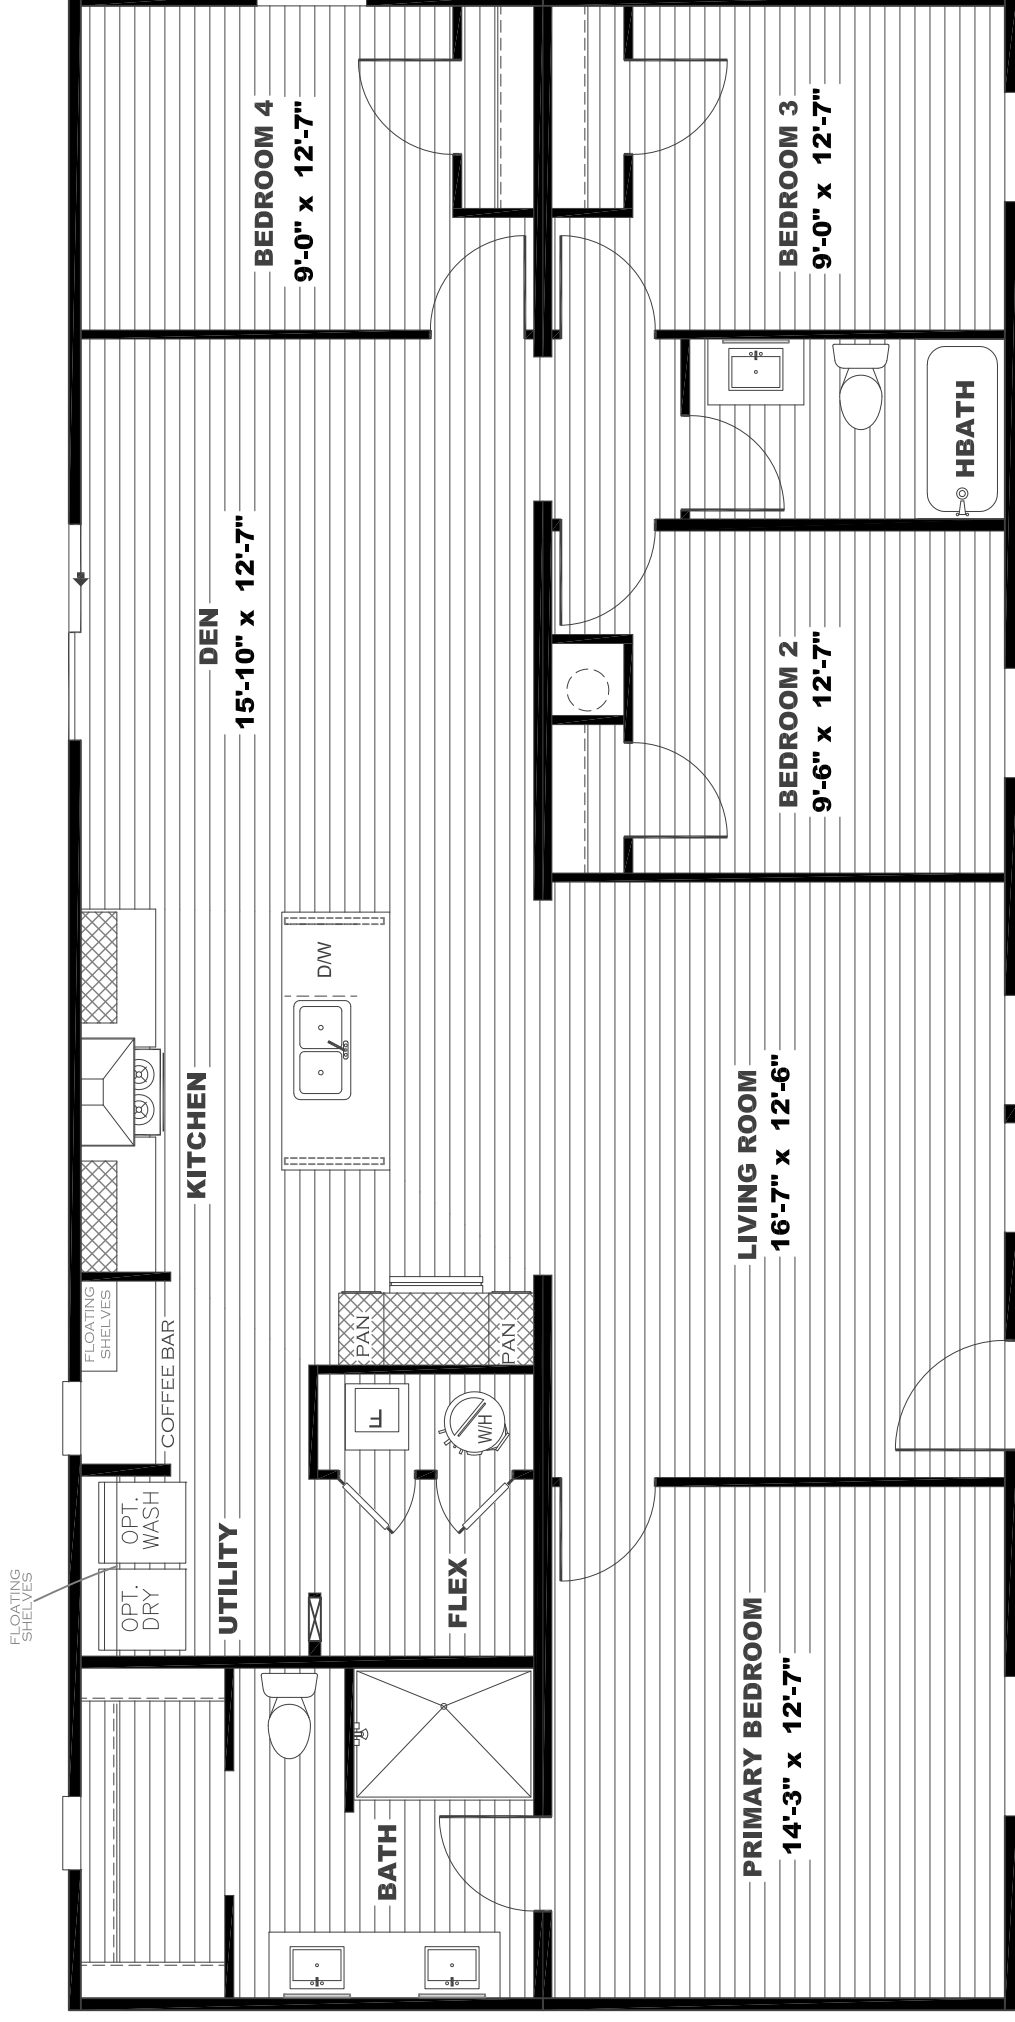 BEDROOM 4
9'-0" x 12'-7"
BEDROOM 3
9'-0" x 12'-7"
HBATH
DEN
15'-10" x 12'-7"
BEDROOM 2
9'-6" x 12'-7"
D/W
KITCHEN
LIVING ROOM
16'-7" x 12'-6"
FLOATING
SHELVES
COFFEE BAR
PAN
PAN
F
W/H
OPT.
WASH
OPT.
DRY
FLOATING
SHELVES
UTILITY
FLEX
PRIMARY BEDROOM
14'-3" x 12'-7"
BATH